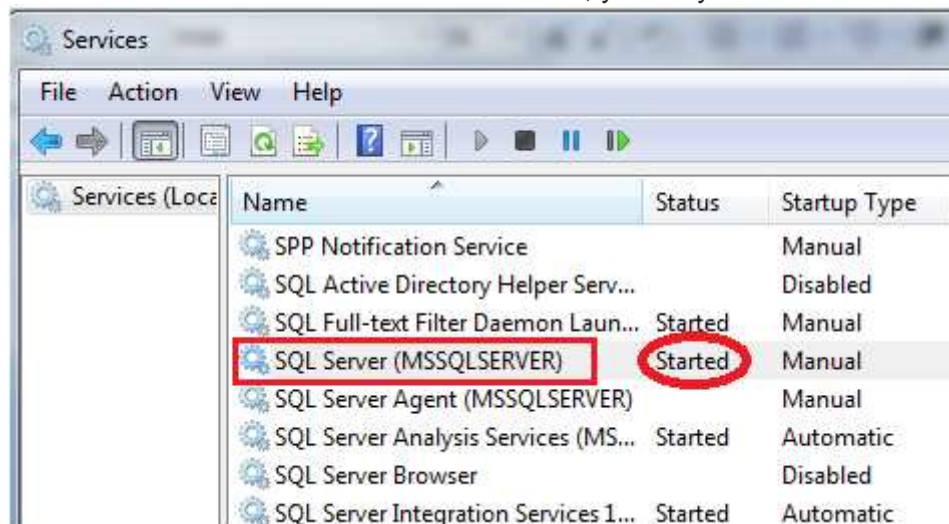 Services
File Action View Help
Services (Loca
Name Status Startup Type
SPP Notification Service Manual
SQL Active Directory Helper Serv... Disabled
SQL Full-text Filter Daemon Laun... Started Manual
SQL Server (MSSQLSERVER) Started Manual
SQL Server Agent (MSSQLSERVER) Manual
SQL Server Analysis Services (MS... Started Automatic
SQL Server Browser Disabled
SQL Server Integration Services 1... Started Automatic